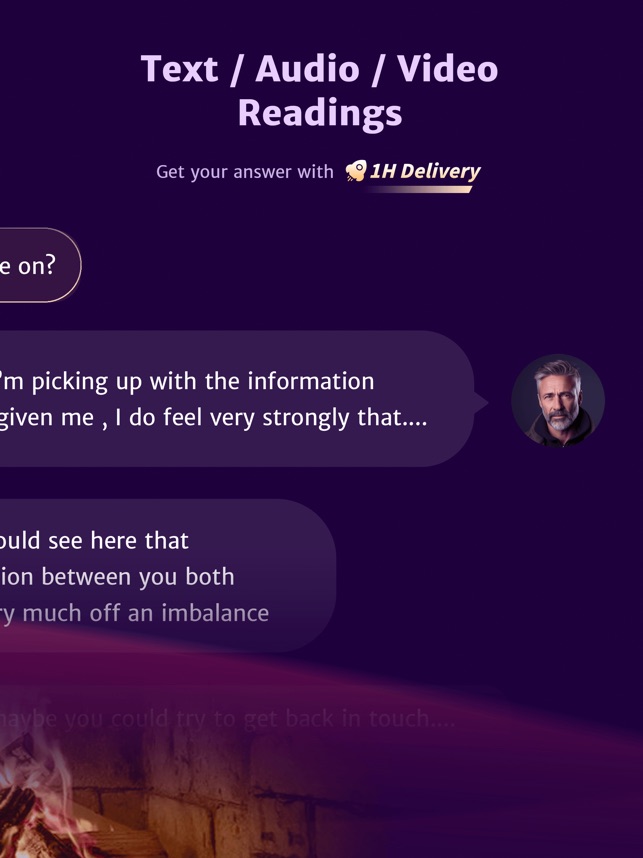 Text / Audio / Video
Readings
Get your answer with 1H Delivery
e on?
'm picking up with the information
given me , I do feel very strongly that....
ould see here that
ion between you both
ry much off an imbalance
maybe you could try to get back in touch....